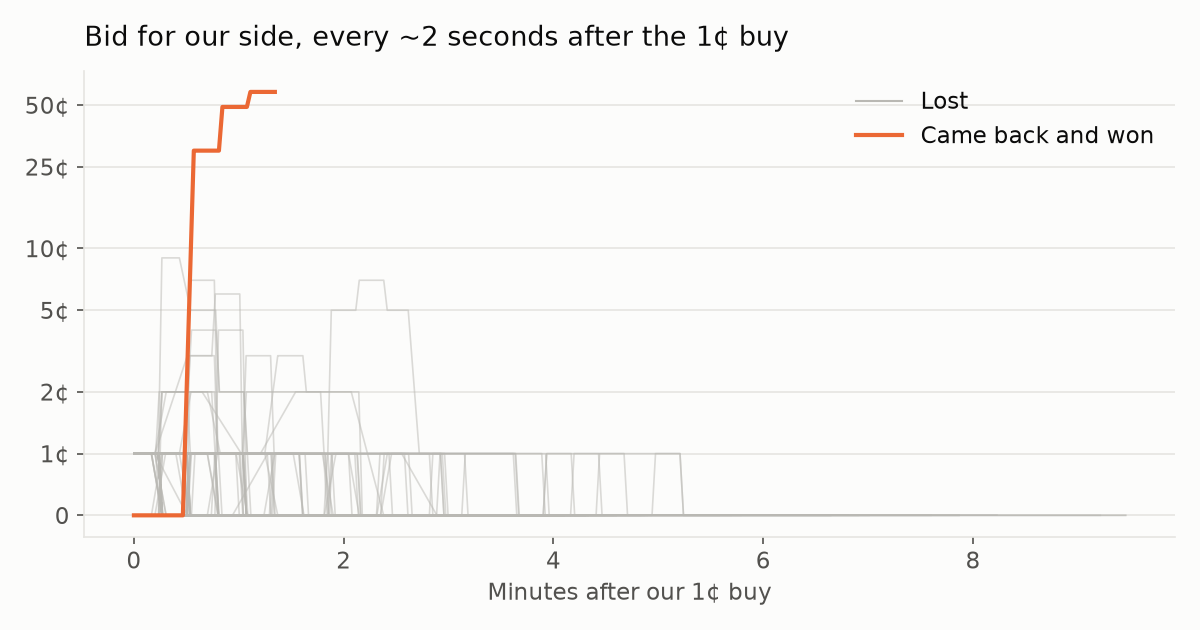 Bid for our side, every ~2 seconds after the 1¢ buy
50¢
25¢
10¢
5¢
2¢
1¢
0
Lost
Came back and won
0 2 4 6 8
Minutes after our 1¢ buy